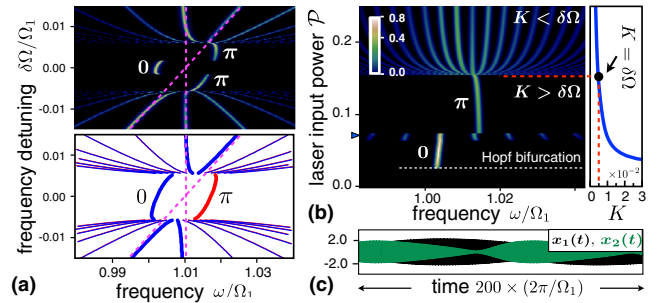 frequency detuning δΩ/Ω₁
0.01
0.00
-0.01
0
π
0.01
0.00
-0.01
0
π
0.99
1.01
1.03
(a)
frequency ω/Ω₁
laser input power 𝒫
0.2
0.1
0.0
0.8
0.4
0.0
K < δΩ
K > δΩ
π
0
Hopf bifurcation
1.00
1.02
(b)
frequency ω/Ω₁
K = δΩ
×10⁻²
0
3
K
2.0
-2.0
x₁(t), x₂(t)
(c)
time 200 × (2π/Ω₁)